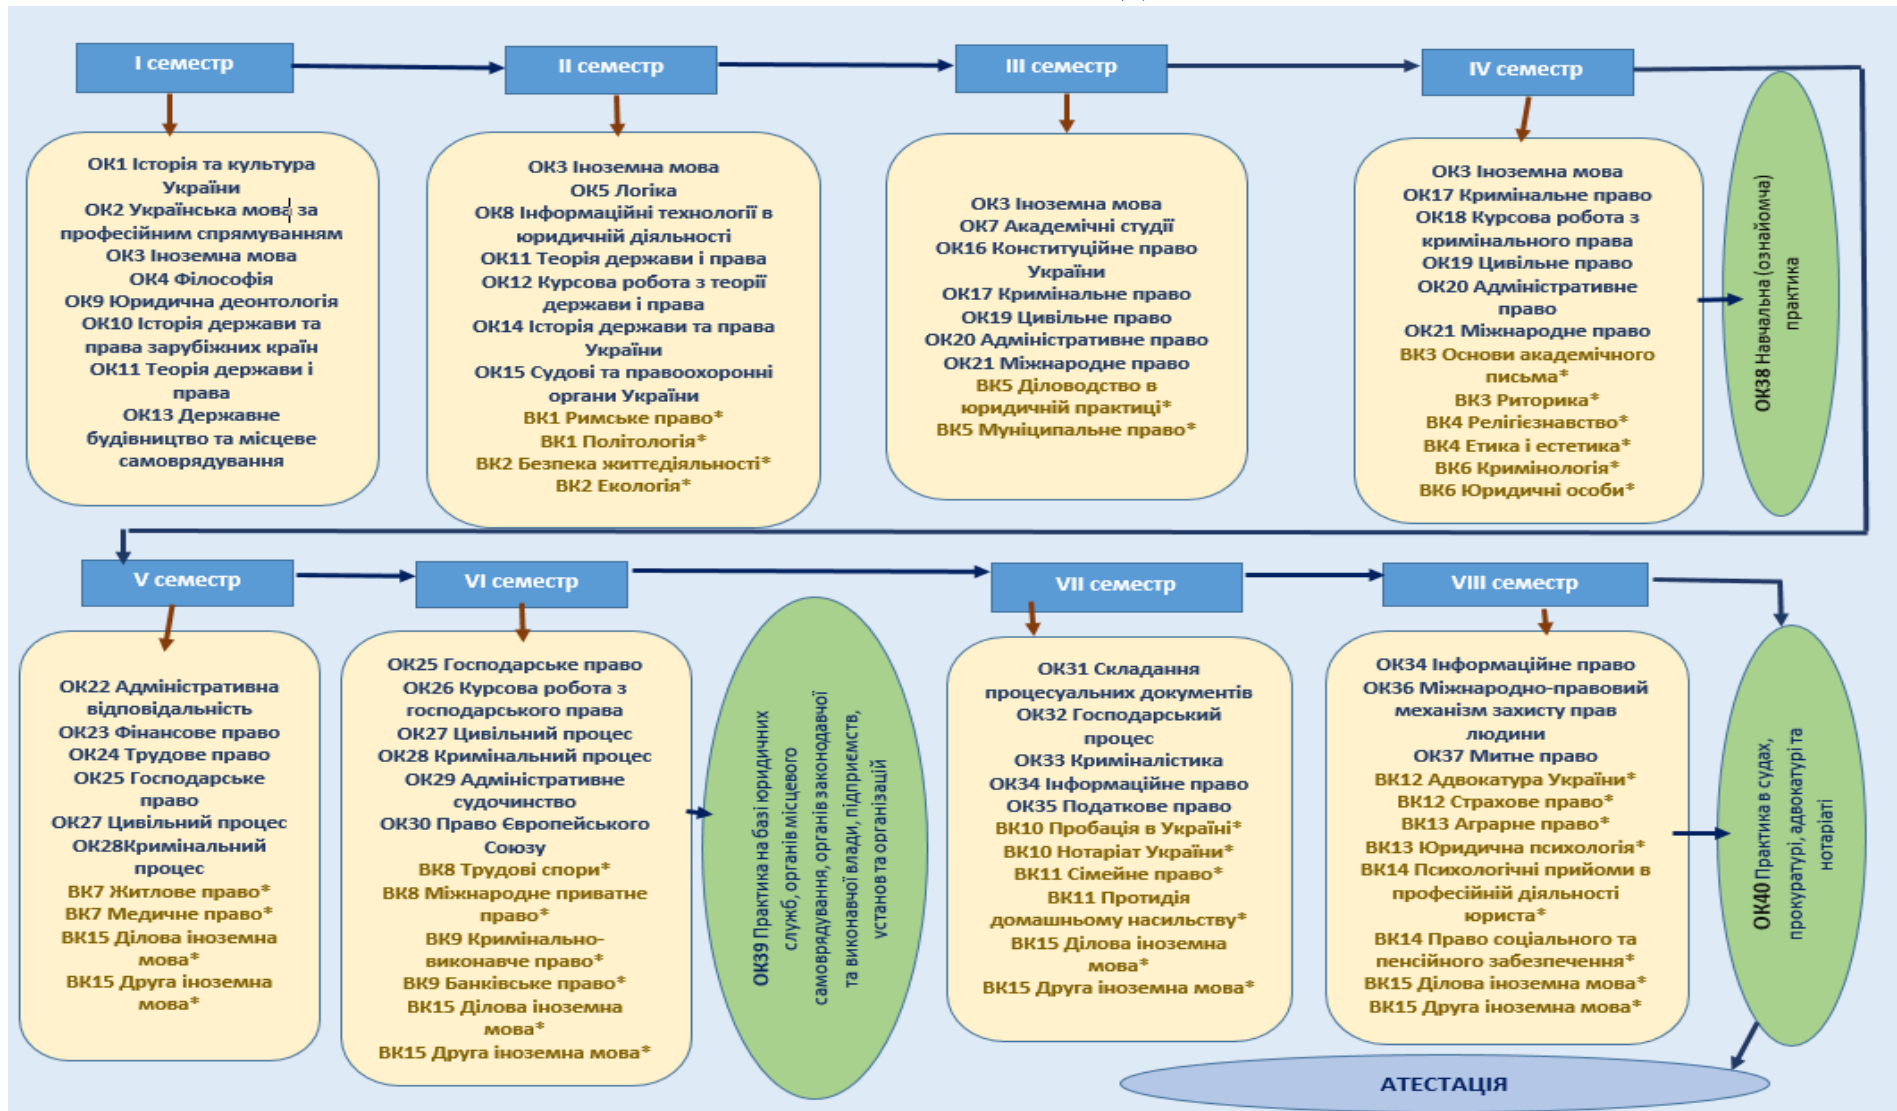 І семестр
ОК1 Історія та культура
України
ОК2 Українська мова за
професійним спрямуванням
ОК3 Іноземна мова
ОК4 Філософія
ОК9 Юридична деонтологія
ОК10 Історія держави та
права зарубіжних країн
ОК11 Теорія держави і
права
ОК13 Державне
будівництво та місцеве
самоврядування
ІІ семестр
ОК3 Іноземна мова
ОК5 Логіка
ОК8 Інформаційні технології в
юридичній діяльності
ОК11 Теорія держави і права
ОК12 Курсова робота з теорії
держави і права
ОК14 Історія держави та права
України
ОК15 Судові та правоохоронні
органи України
ВК1 Римське право*
ВК1 Політологія*
ВК2 Безпека життєдіяльності*
ВК2 Екологія*
ІІІ семестр
ОК3 Іноземна мова
ОК7 Академічні студії
ОК16 Конституційне право
України
ОК17 Кримінальне право
ОК19 Цивільне право
ОК20 Адміністративне право
ОК21 Міжнародне право
ВК5 Діловодство в
юридичній практиці*
ВК5 Муніципальне право*
IV семестр
ОК3 Іноземна мова
ОК17 Кримінальне право
ОК18 Курсова робота з
кримінального права
ОК19 Цивільне право
ОК20 Адміністративне
право
ОК21 Міжнародне право
ВК3 Основи академічного
письма*
ВК3 Риторика*
ВК4 Релігієзнавство*
ВК4 Етика і естетика*
ВК6 Кримінологія*
ВК6 Юридичні особи*
ОК38 Навчальна (ознайомча)
практика
V семестр
ОК22 Адміністративна
відповідальність
ОК23 Фінансове право
ОК24 Трудове право
ОК25 Господарське
право
ОК27 Цивільний процес
ОК28Кримінальний
процес
ВК7 Житлове право*
ВК7 Медичне право*
ВК15 Ділова іноземна
мова*
ВК15 Друга іноземна
мова*
VI семестр
ОК25 Господарське право
ОК26 Курсова робота з
господарського права
ОК27 Цивільний процес
ОК28 Кримінальний процес
ОК29 Адміністративне
судочинство
ОК30 Право Європейського
Союзу
ВК8 Трудові спори*
ВК8 Міжнародне приватне
право*
ВК9 Кримінально-
виконавче право*
ВК9 Банківське право*
ВК15 Ділова іноземна
мова*
ВК15 Друга іноземна мова*
ОК39 Практика на базі юридичних
служб, органів місцевого
самоврядування, органів законодавчої
та виконавчої влади, підприємств,
установ та організацій
VII семестр
ОК31 Складання
процесуальних документів
ОК32 Господарський
процес
ОК33 Криміналістика
ОК34 Інформаційне право
ОК35 Податкове право
ВК10 Пробація в Україні*
ВК10 Нотаріат України*
ВК11 Сімейне право*
ВК11 Протидія
домашньому насильству*
ВК15 Ділова іноземна
мова*
ВК15 Друга іноземна мова*
VIII семестр
ОК34 Інформаційне право
ОК36 Міжнародно-правовий
механізм захисту прав
людини
ОК37 Митне право
ВК12 Адвокатура України*
ВК12 Страхове право*
ВК13 Аграрне право*
ВК13 Юридична психологія*
ВК14 Психологічні прийоми в
професійній діяльності
юриста*
ВК14 Право соціального та
пенсійного забезпечення*
ВК15 Ділова іноземна мова*
ВК15 Друга іноземна мова*
ОК40 Практика в судах,
прокуратурі, адвокатурі та
нотаріаті
АТЕСТАЦІЯ